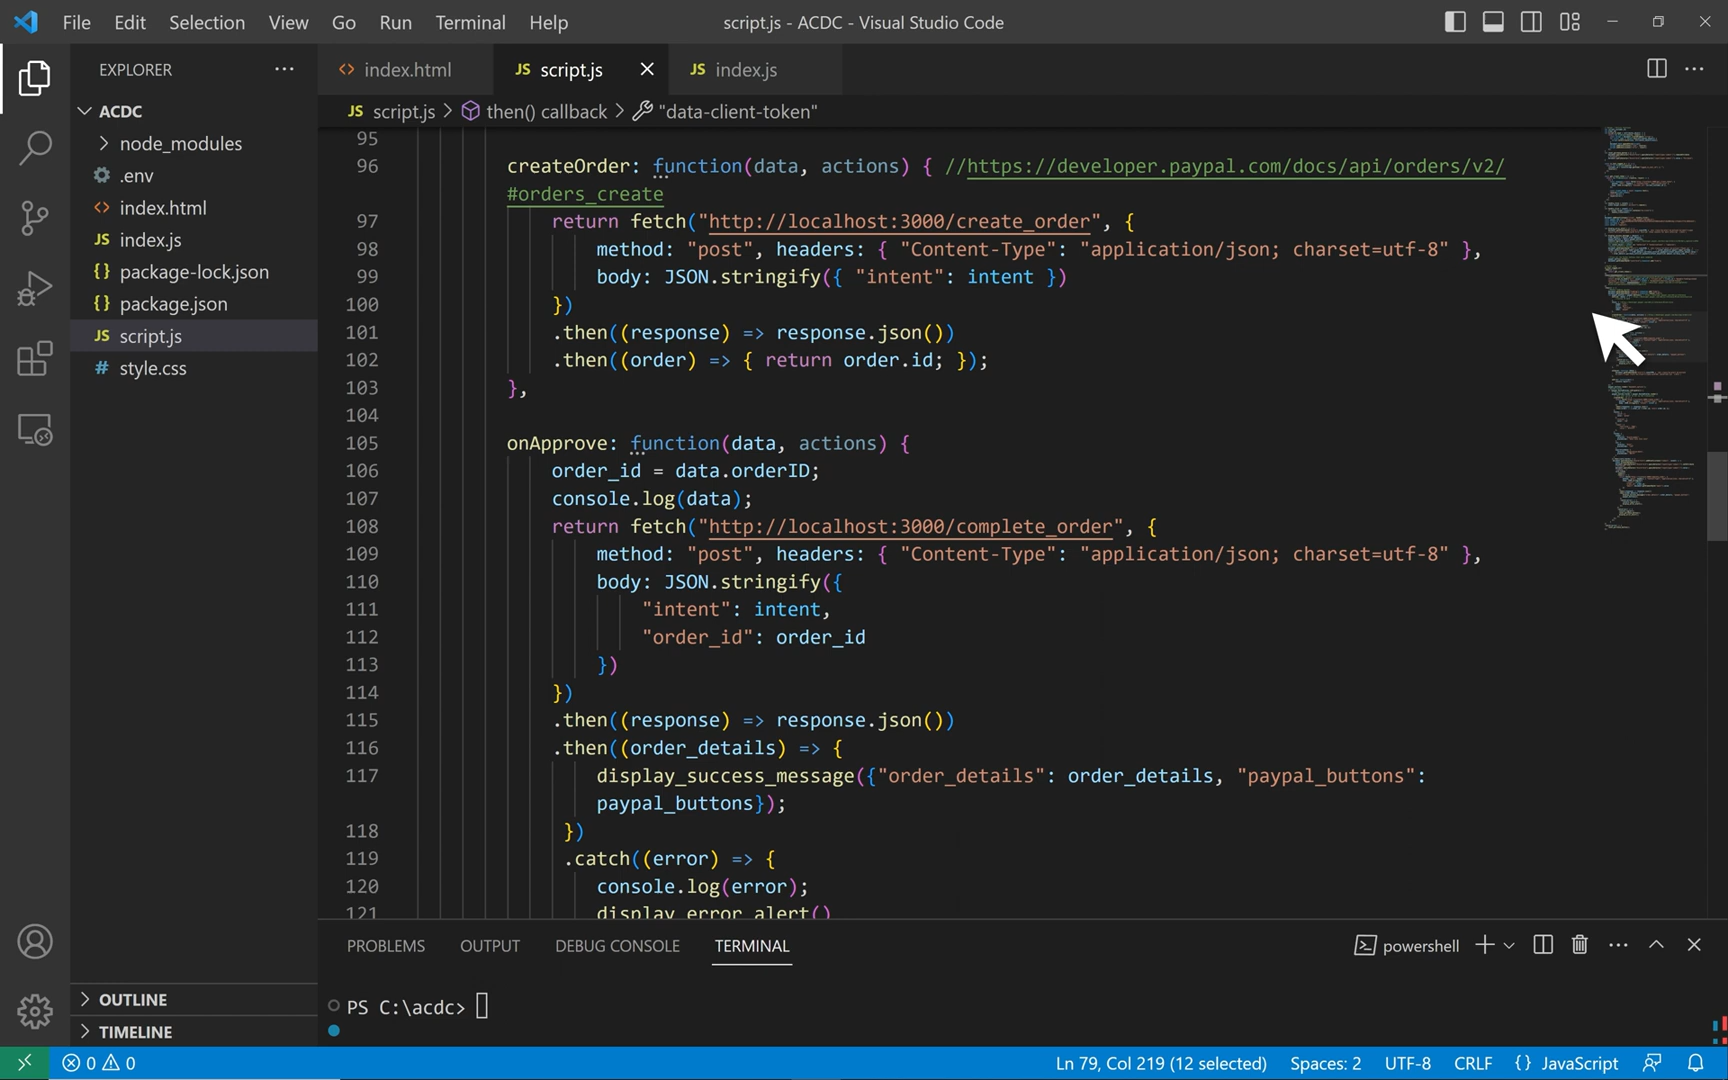 File Edit Selection View Go Run Terminal Help
script.js - ACDC - Visual Studio Code
EXPLORER
ACDC
node_modules
.env
index.html
index.js
package-lock.json
package.json
script.js
style.css
OUTLINE
TIMELINE
index.html
JS script.js
JS index.js
JS script.js > then() callback > "data-client-token"
95
96 createOrder: function(data, actions) { //https://developer.paypal.com/docs/api/orders/v2/
#orders_create
97 return fetch("http://localhost:3000/create_order", {
98 method: "post", headers: { "Content-Type": "application/json; charset=utf-8" },
99 body: JSON.stringify({ "intent": intent })
100 })
101 .then((response) => response.json())
102 .then((order) => { return order.id; });
103 },
104
105 onApprove: function(data, actions) {
106 order_id = data.orderID;
107 console.log(data);
108 return fetch("http://localhost:3000/complete_order", {
109 method: "post", headers: { "Content-Type": "application/json; charset=utf-8" },
110 body: JSON.stringify({
111 "intent": intent,
112 "order_id": order_id
113 })
114 })
115 .then((response) => response.json())
116 .then((order_details) => {
117 display_success_message({"order_details": order_details, "paypal_buttons":
paypal_buttons});
118 })
119 .catch((error) => {
120 console.log(error);
121 display_error_alert()
PROBLEMS OUTPUT DEBUG CONSOLE TERMINAL
powershell
PS C:\acdc>
0 0
Ln 79, Col 219 (12 selected) Spaces: 2 UTF-8 CRLF {} JavaScript